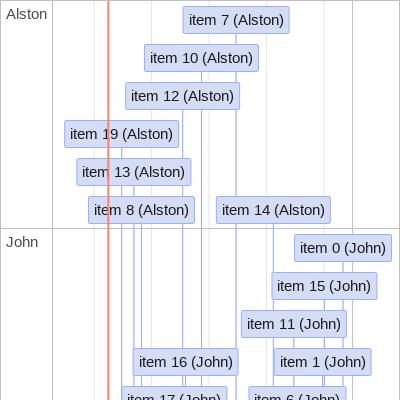 Alston
item 7 (Alston)
item 10 (Alston)
item 12 (Alston)
item 19 (Alston)
item 13 (Alston)
item 8 (Alston)
item 14 (Alston)
John
item 0 (John)
item 15 (John)
item 11 (John)
item 16 (John)
item 1 (John)
item 17 (John)
item 6 (John)